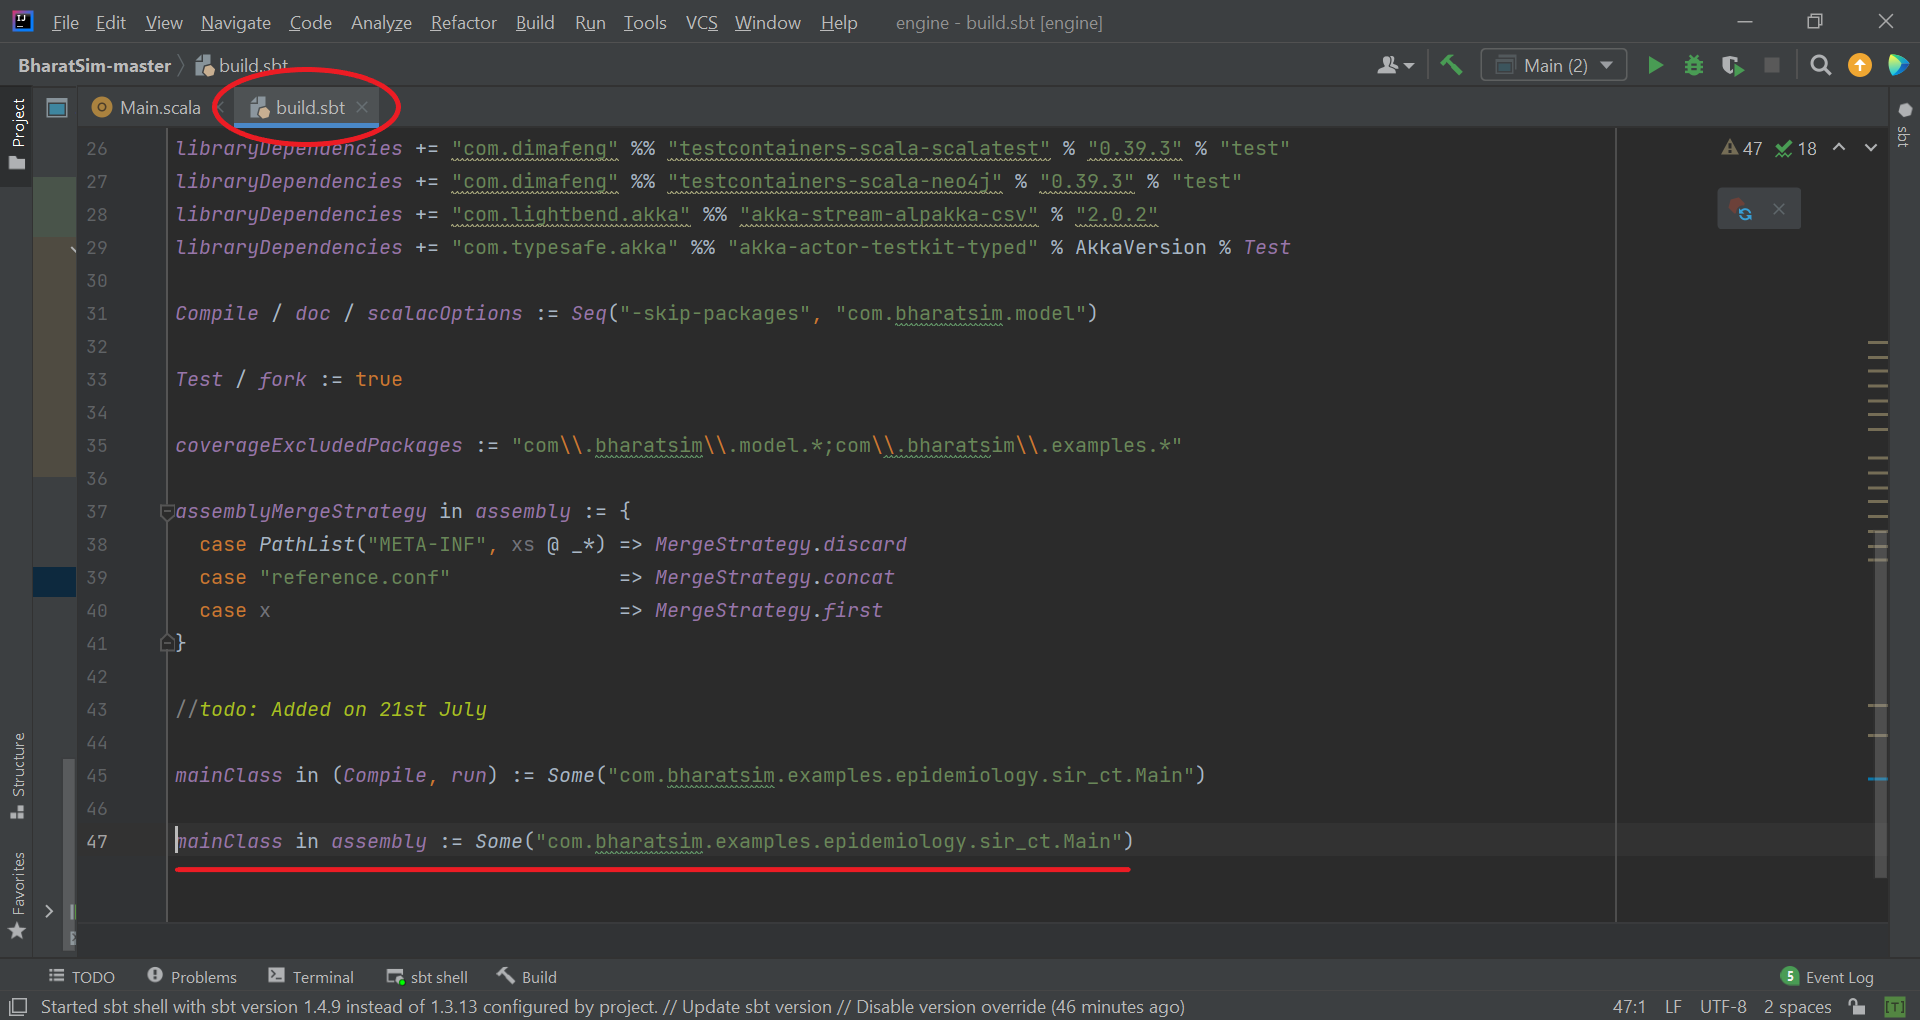 File Edit View Navigate Code Analyze Refactor Build Run Tools VCS Window Help engine - build.sbt [engine]
BharatSim-master build.sbt Main (2)
Project
Main.scala build.sbt
sbt
26 libraryDependencies += "com.dimafeng" %% "testcontainers-scala-scalatest" % "0.39.3" % "test"
47 18
27 libraryDependencies += "com.dimafeng" %% "testcontainers-scala-neo4j" % "0.39.3" % "test"
28 libraryDependencies += "com.lightbend.akka" %% "akka-stream-alpakka-csv" % "2.0.2"
29 libraryDependencies += "com.typesafe.akka" %% "akka-actor-testkit-typed" % AkkaVersion % Test
30
31 Compile / doc / scalacOptions := Seq("-skip-packages", "com.bharatsim.model")
32
33 Test / fork := true
34
35 coverageExcludedPackages := "com\\.bharatsim\\.model.*;com\\.bharatsim\\.examples.*"
36
37 assemblyMergeStrategy in assembly := {
38 case PathList("META-INF", xs @ _*) => MergeStrategy.discard
39 case "reference.conf" => MergeStrategy.concat
40 case x => MergeStrategy.first
41 }
42
43 //todo: Added on 21st July
44
45 mainClass in (Compile, run) := Some("com.bharatsim.examples.epidemiology.sir_ct.Main")
46
47 mainClass in assembly := Some("com.bharatsim.examples.epidemiology.sir_ct.Main")
Structure
Favorites
TODO Problems Terminal sbt shell Build 5 Event Log
Started sbt shell with sbt version 1.4.9 instead of 1.3.13 configured by project. // Update sbt version // Disable version override (46 minutes ago) 47:1 LF UTF-8 2 spaces [T]